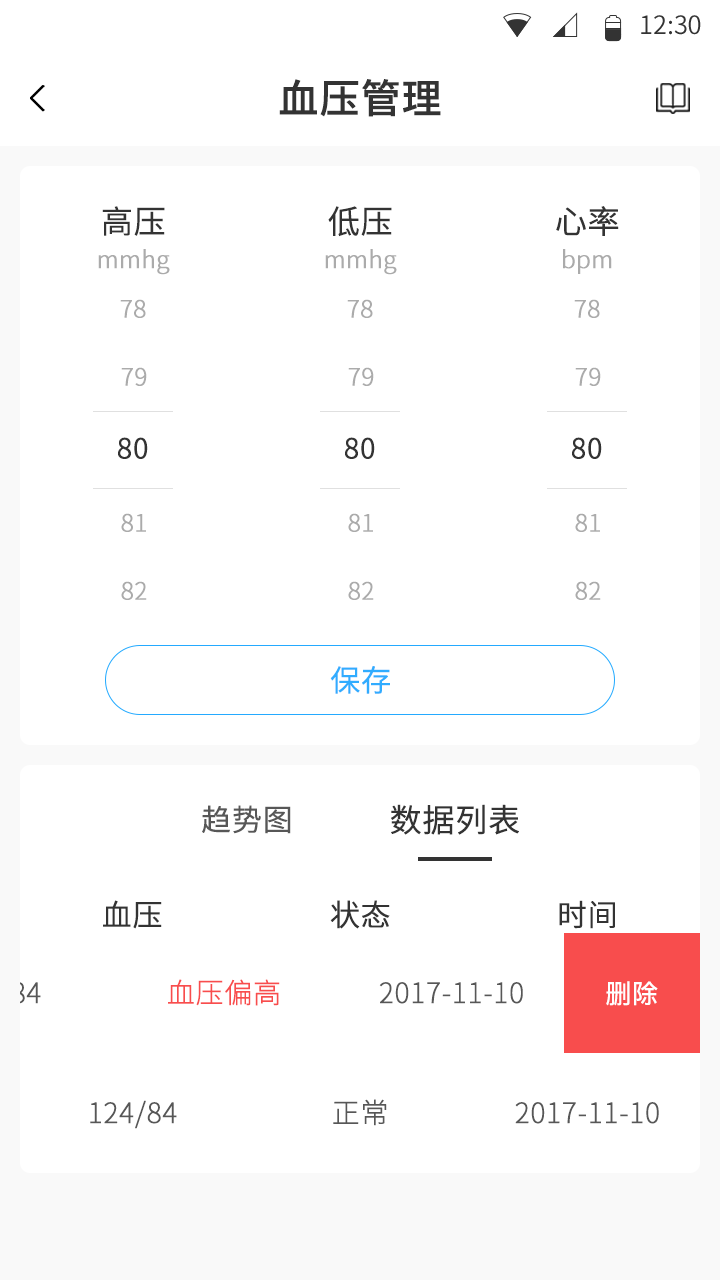 12:30
血压管理
高压 低压 心率
mmhg mmhg bpm
78 78 78
79 79 79
80 80 80
81 81 81
82 82 82
保存
趋势图 数据列表
血压 状态 时间
84 血压偏高 2017-11-10 删除
124/84 正常 2017-11-10